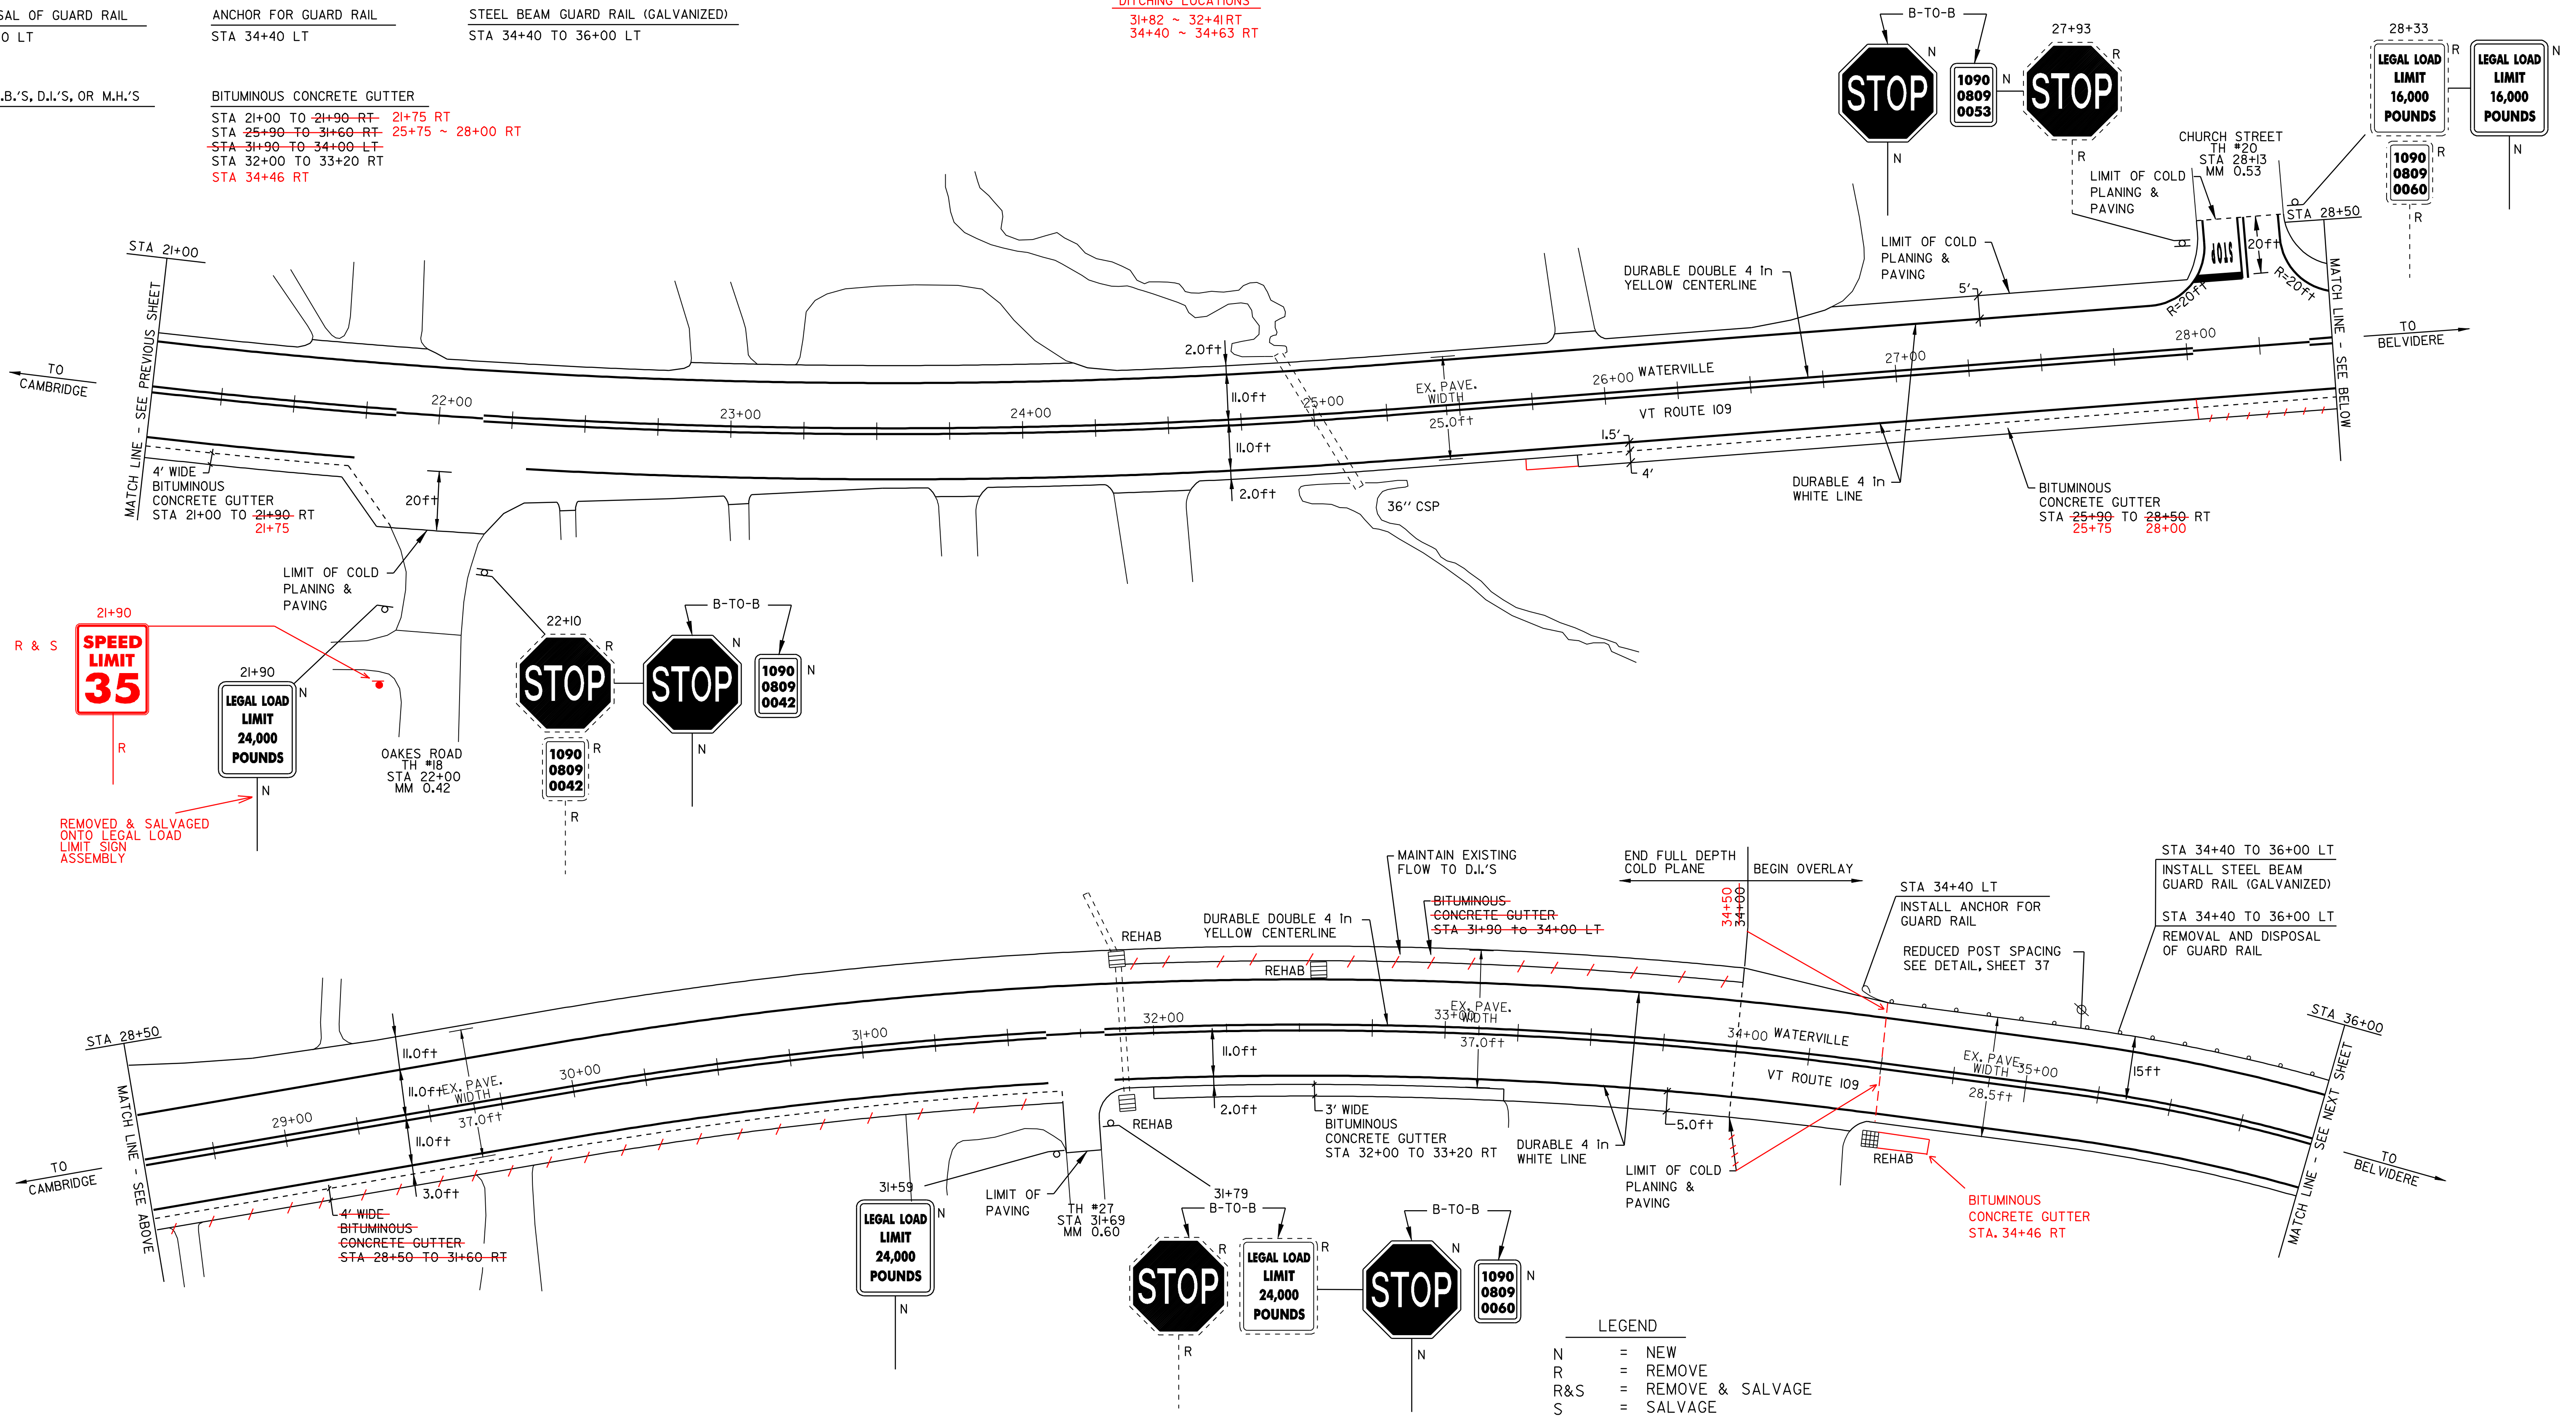 SAL OF GUARD RAIL
0 LT
ANCHOR FOR GUARD RAIL
STA 34+40 LT
STEEL BEAM GUARD RAIL (GALVANIZED)
STA 34+40 TO 36+00 LT
DITCHING LOCATIONS
31+82 ~ 32+41 RT
34+40 ~ 34+63 RT
.B.'S, D.I.'S, OR M.H.'S
BITUMINOUS CONCRETE GUTTER
STA 21+00 TO 21+90 RT 21+75 RT
STA 25+90 TO 31+60 RT 25+75 ~ 28+00 RT
STA 31+90 TO 34+00 LT
STA 32+00 TO 33+20 RT
STA 34+46 RT
B-TO-B
STOP
N
N
1090
0809
0053
N
27+93
STOP
R
R
28+33
LEGAL LOAD
LIMIT
16,000
POUNDS
R
1090
0809
0060
R
R
LEGAL LOAD
LIMIT
16,000
POUNDS
N
N
CHURCH STREET
TH #20
STA 28+13
MM 0.53
LIMIT OF COLD
PLANING &
PAVING
STA 28+50
STOP
20ft
R=20ft
R=20ft
LIMIT OF COLD
PLANING &
PAVING
5'
DURABLE DOUBLE 4 in
YELLOW CENTERLINE
STA 21+00
MATCH LINE - SEE PREVIOUS SHEET
TO
CAMBRIDGE
22+00
23+00
24+00
25+00
26+00
27+00
28+00
2.0ft
11.0ft
11.0ft
2.0ft
EX. PAVE.
WIDTH
25.0ft
WATERVILLE
VT ROUTE 109
1.5'
4'
MATCH LINE - SEE BELOW
TO
BELVIDERE
36" CSP
DURABLE 4 in
WHITE LINE
BITUMINOUS
CONCRETE GUTTER
STA 25+90 TO 28+50 RT
25+75 28+00
4' WIDE
BITUMINOUS
CONCRETE GUTTER
STA 21+00 TO 21+90 RT
21+75
20ft
LIMIT OF COLD
PLANING &
PAVING
21+90
R & S
SPEED
LIMIT
35
R
21+90
LEGAL LOAD
LIMIT
24,000
POUNDS
N
N
REMOVED & SALVAGED
ONTO LEGAL LOAD
LIMIT SIGN
ASSEMBLY
OAKES ROAD
TH #18
STA 22+00
MM 0.42
22+10
STOP
R
1090
0809
0042
R
R
B-TO-B
STOP
N
N
1090
0809
0042
N
MAINTAIN EXISTING
FLOW TO D.I.'S
BITUMINOUS
CONCRETE GUTTER
STA 31+90 to 34+00 LT
DURABLE DOUBLE 4 in
YELLOW CENTERLINE
REHAB
REHAB
END FULL DEPTH
COLD PLANE
BEGIN OVERLAY
34+50
34+00
STA 34+40 LT
INSTALL ANCHOR FOR
GUARD RAIL
REDUCED POST SPACING
SEE DETAIL, SHEET 37
STA 34+40 TO 36+00 LT
INSTALL STEEL BEAM
GUARD RAIL (GALVANIZED)
STA 34+40 TO 36+00 LT
REMOVAL AND DISPOSAL
OF GUARD RAIL
STA 28+50
MATCH LINE - SEE ABOVE
TO
CAMBRIDGE
29+00
30+00
31+00
32+00
33+00
34+00
35+00
11.0ft
11.0ft
11.0ft
3.0ft
EX. PAVE.
WIDTH
37.0ft
11.0ft
2.0ft
EX. PAVE.
WIDTH
37.0ft
WATERVILLE
VT ROUTE 109
EX. PAVE.
WIDTH
28.5ft
15ft
STA 36+00
MATCH LINE - SEE NEXT SHEET
TO
BELVIDERE
4' WIDE
BITUMINOUS
CONCRETE GUTTER
STA 28+50 TO 31+60 RT
REHAB
3' WIDE
BITUMINOUS
CONCRETE GUTTER
STA 32+00 TO 33+20 RT
DURABLE 4 in
WHITE LINE
5.0ft
LIMIT OF COLD
PLANING &
PAVING
REHAB
BITUMINOUS
CONCRETE GUTTER
STA. 34+46 RT
31+59
LEGAL LOAD
LIMIT
24,000
POUNDS
N
N
LIMIT OF
PAVING
TH #27
STA 31+69
MM 0.60
31+79
B-TO-B
STOP
R
R
LEGAL LOAD
LIMIT
24,000
POUNDS
R
B-TO-B
STOP
N
N
1090
0809
0060
N
LEGEND
N = NEW
R = REMOVE
R&S = REMOVE & SALVAGE
S = SALVAGE